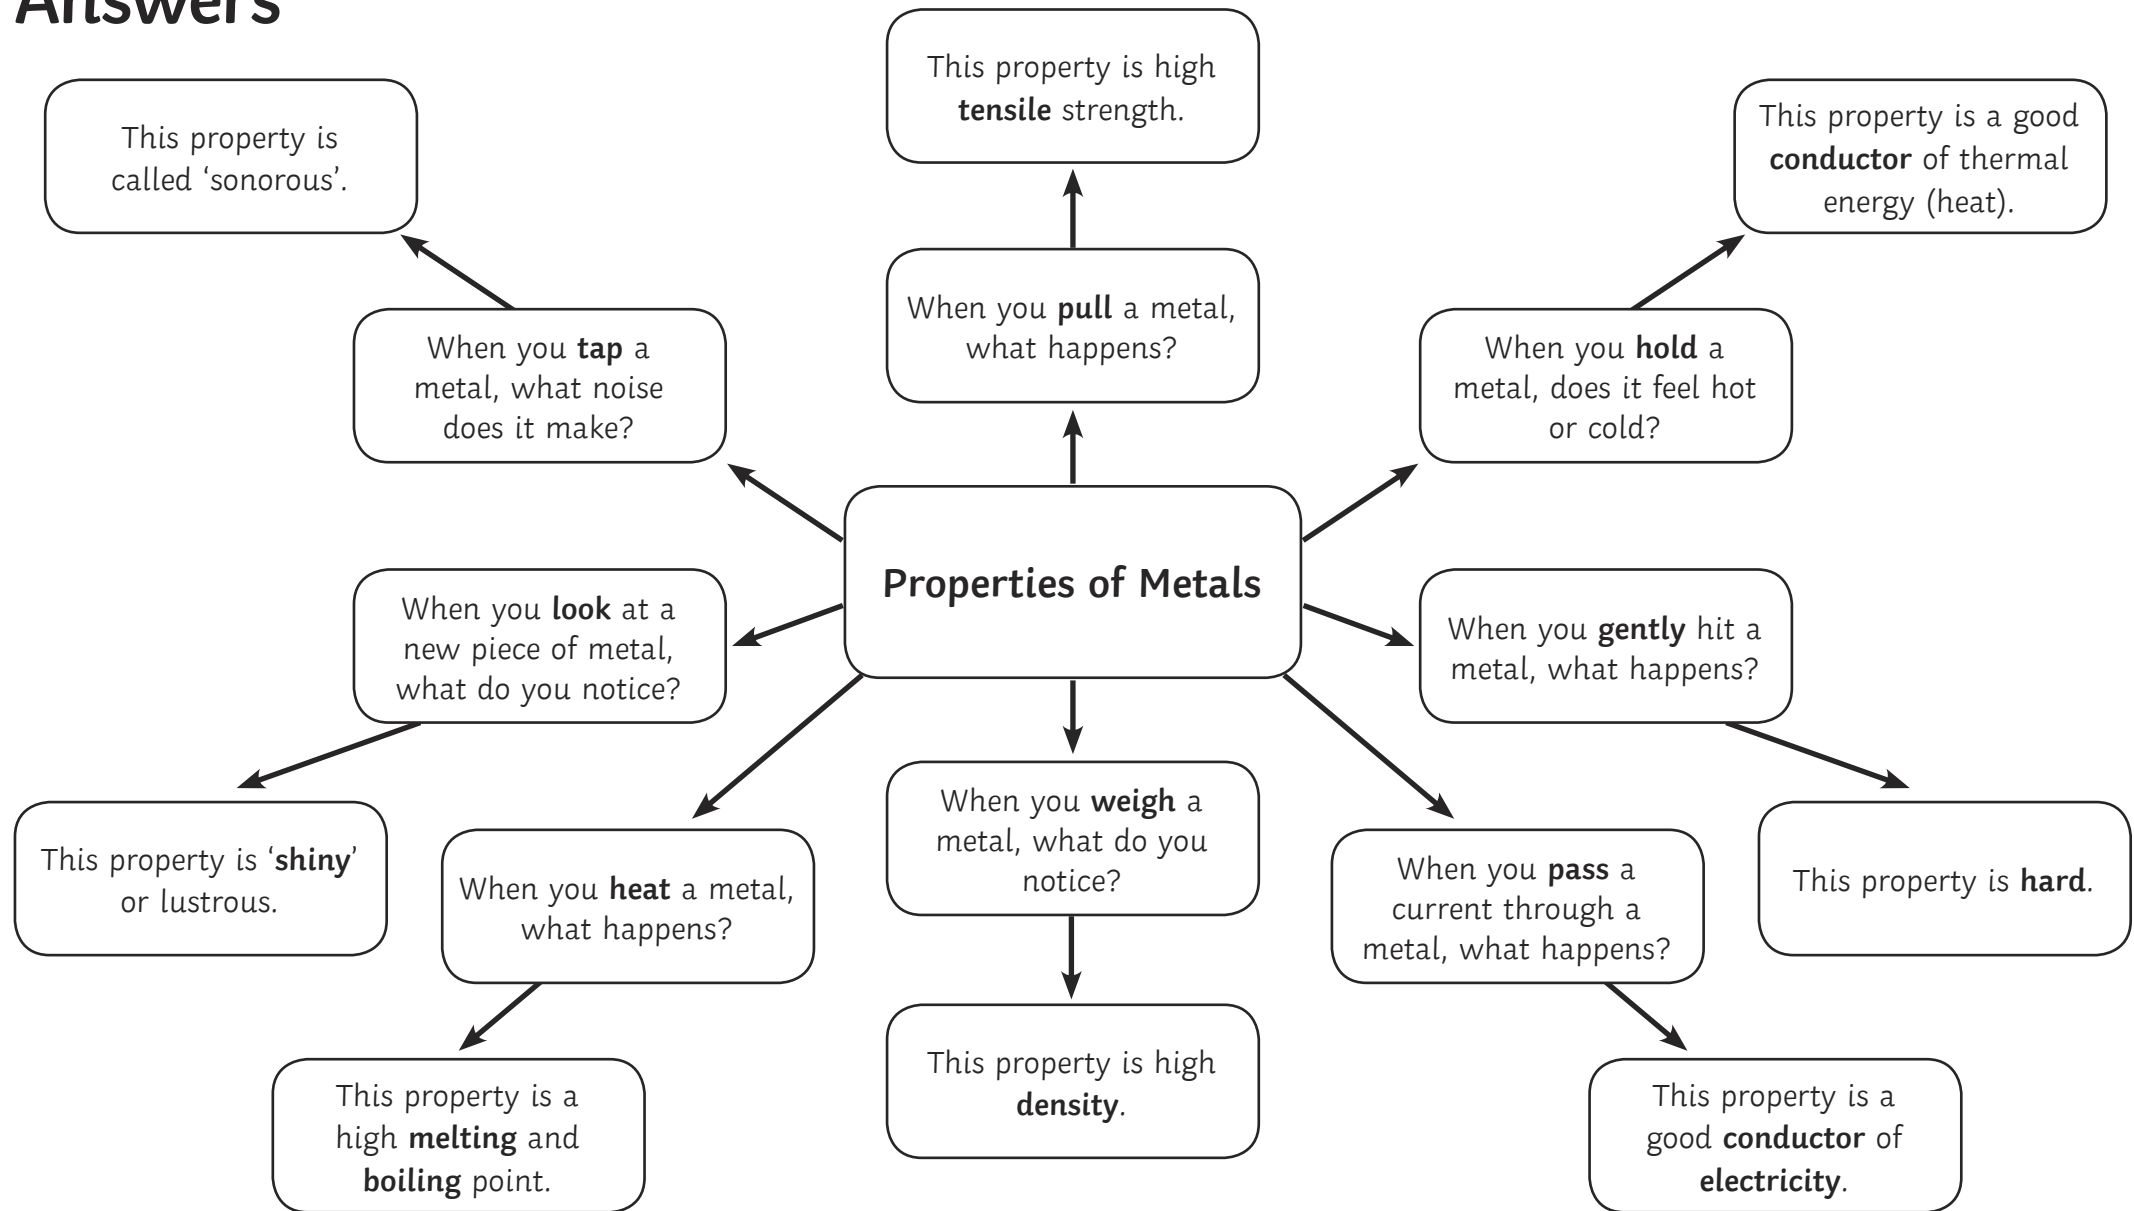 Answers
This property is high
tensile strength.
This property is
called ‘sonorous’.
This property is a good
conductor of thermal
energy (heat).
When you pull a metal,
what happens?
When you tap a
metal, what noise
does it make?
When you hold a
metal, does it feel hot
or cold?
Properties of Metals
When you look at a
new piece of metal,
what do you notice?
When you gently hit a
metal, what happens?
When you weigh a
metal, what do you
notice?
This property is ‘shiny’
or lustrous.
When you heat a metal,
what happens?
When you pass a
current through a
metal, what happens?
This property is hard.
This property is high
density.
This property is a
high melting and
boiling point.
This property is a
good conductor of
electricity.